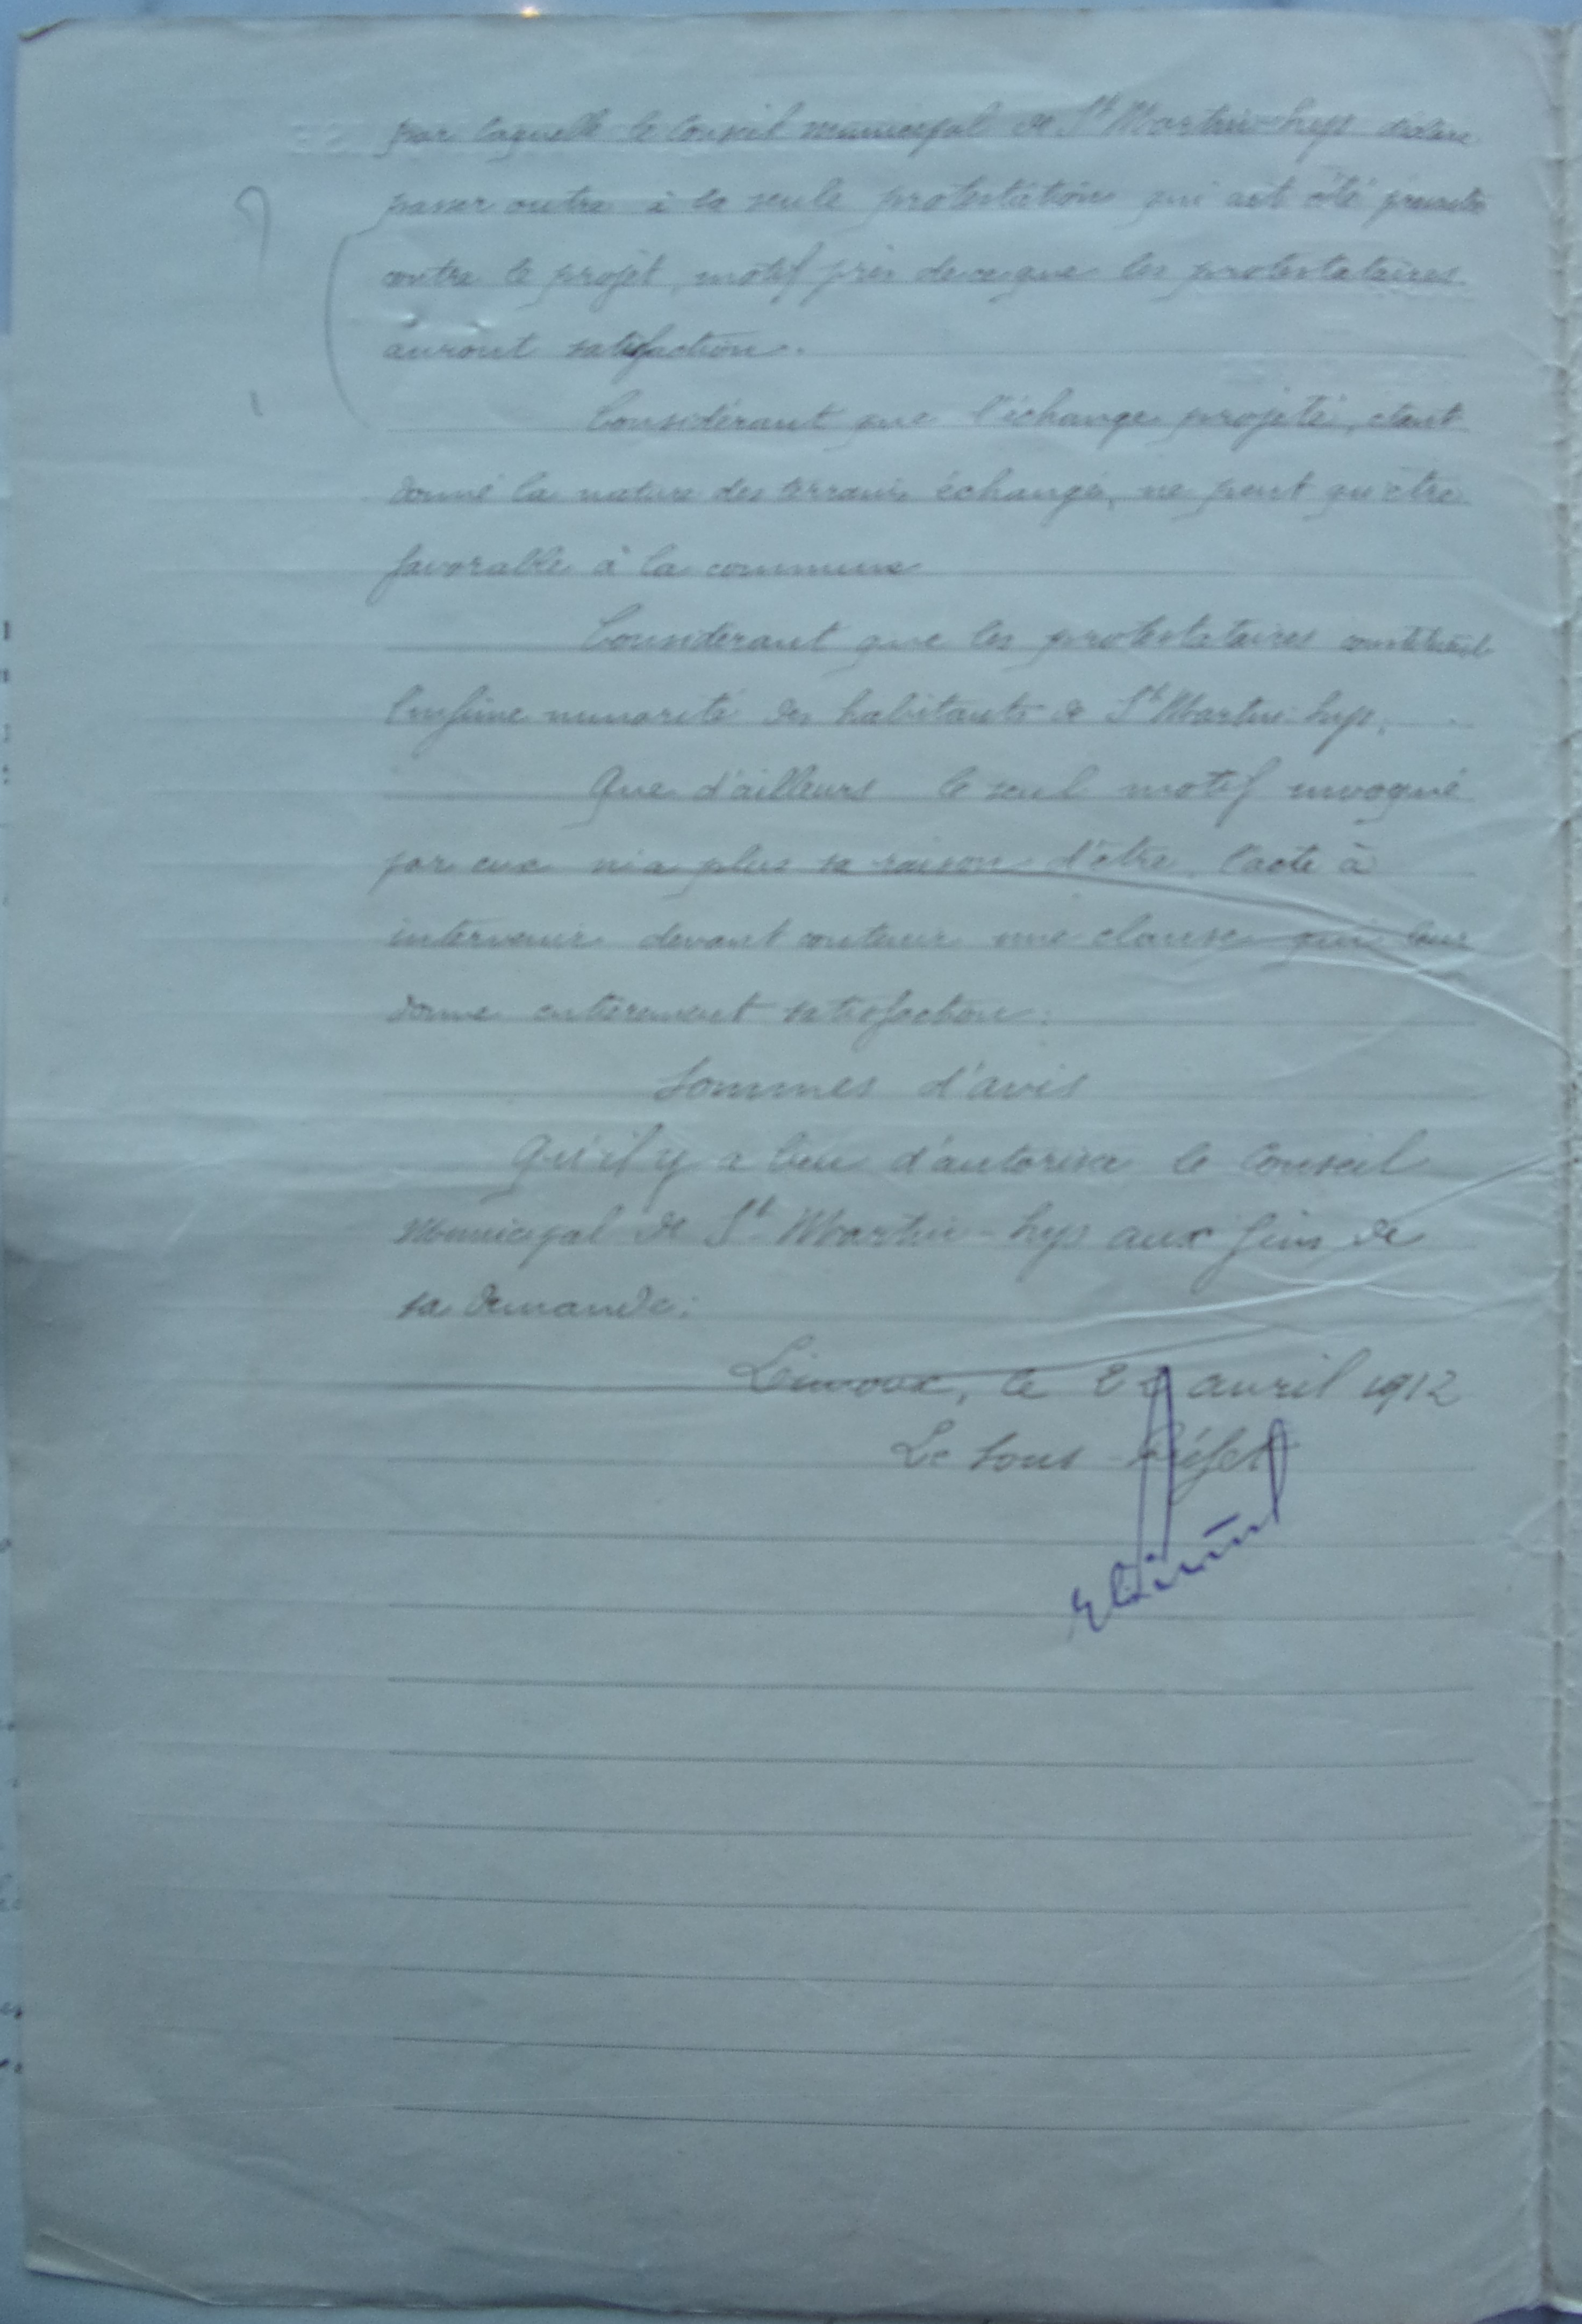 par laquelle le Conseil municipal de St Martin-Lys déclare
passer outre à la seule protestation qui ait été présentée
contre le projet, motif pris de ce que les protestataires
auront satisfaction.
Considérant que l'échange projeté, étant
donné la nature des terrains échangés, ne peut qu'être
favorable à la commune
Considérant que les protestataires constituent
l'infime minorité des habitants de St Martin-Lys.
Que d'ailleurs le seul motif invoqué
par eux n'a plus sa raison d'être, l'acte à
intervenir devant contenir une clause qui leur
donne entièrement satisfaction:
Sommes d'avis
Qu'il y a lieu d'autoriser le Conseil
Municipal de St Martin-Lys aux fins de
sa demande:
Limoux, le avril 1912
Le Sous-Préfet